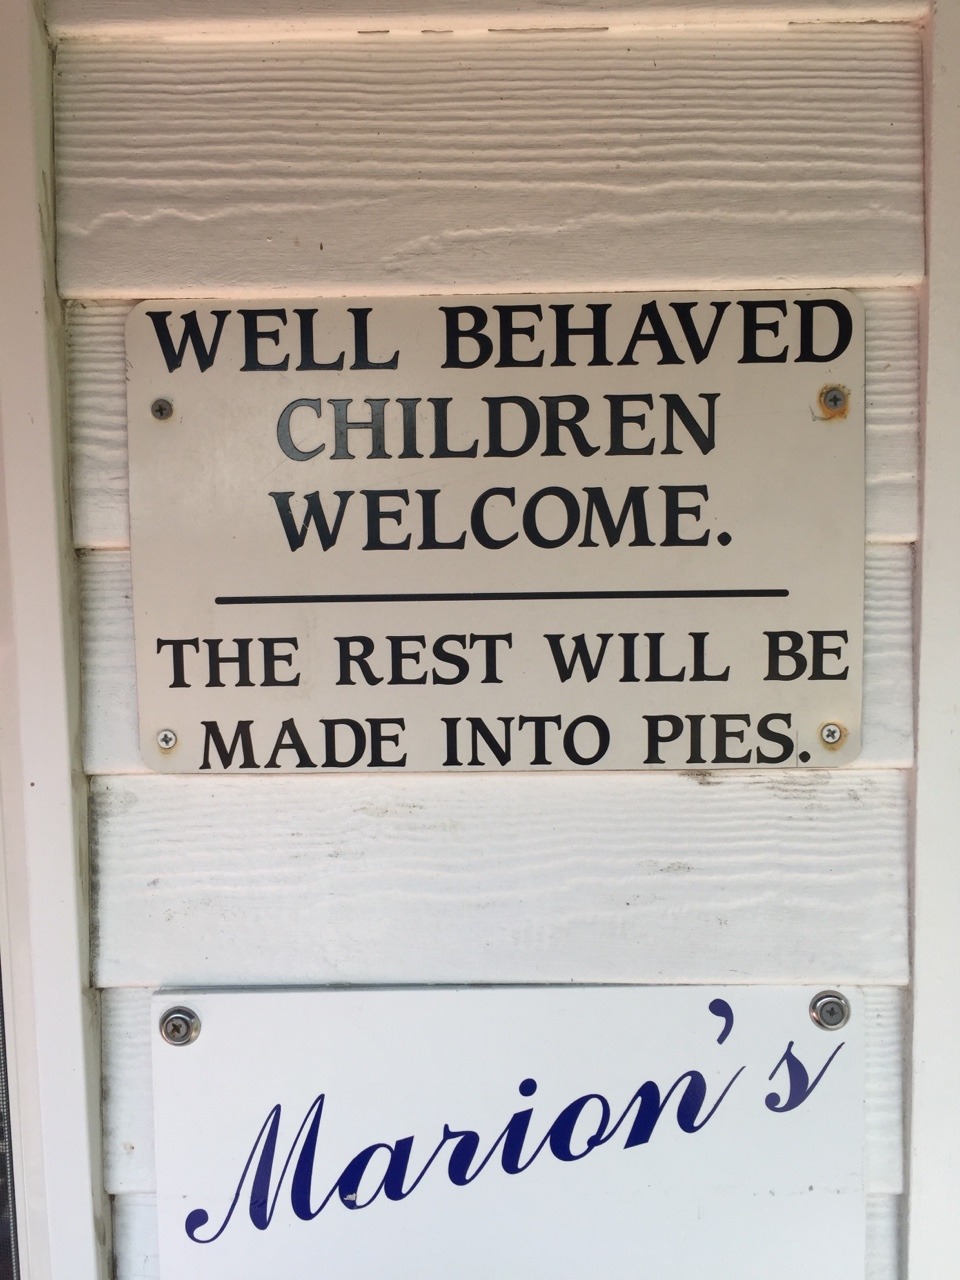 WELL BEHAVED
CHILDREN
WELCOME.
THE REST WILL BE
MADE INTO PIES.
Marion's